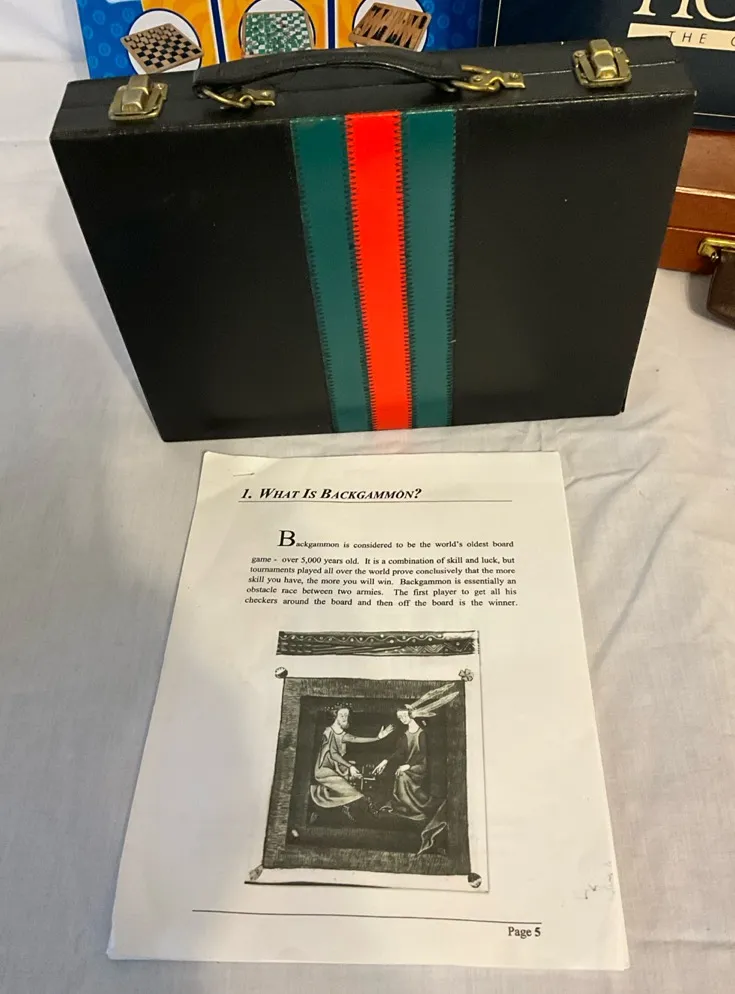 THE
1. WHAT IS BACKGAMMON?
Backgammon is considered to be the world's oldest board
game - over 5,000 years old. It is a combination of skill and luck, but
tournaments played all over the world prove conclusively that the more
skill you have, the more you will win. Backgammon is essentially an
obstacle race between two armies. The first player to get all his
checkers around the board and then off the board is the winner.
Page 5